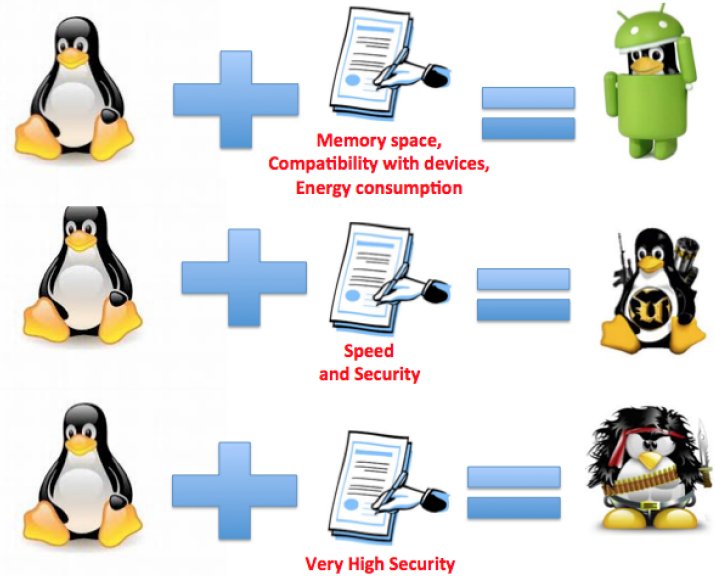 Memory space,
Compatibility with devices,
Energy consumption
Speed
and Security
Very High Security